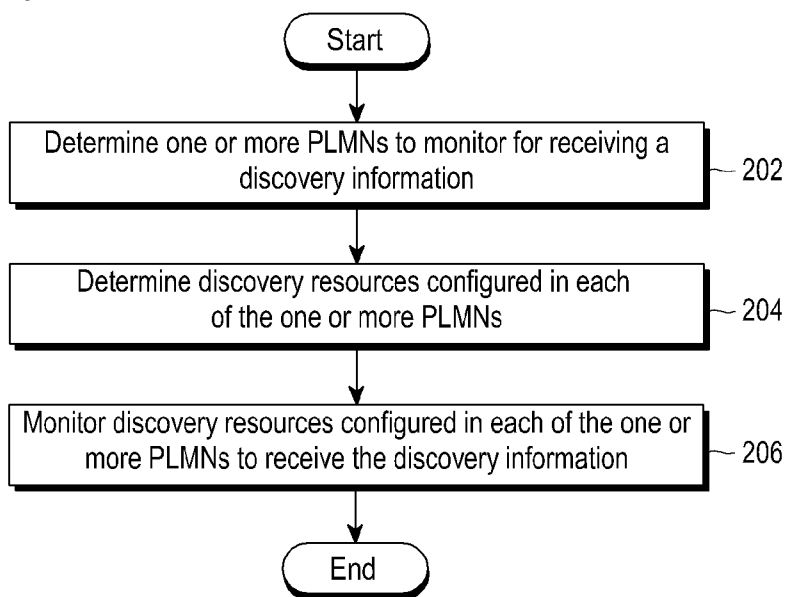 Start
Determine one or more PLMNs to monitor for receiving a
discovery information
202
Determine discovery resources configured in each
of the one or more PLMNs
204
Monitor discovery resources configured in each of the one or
more PLMNs to receive the discovery information
206
End